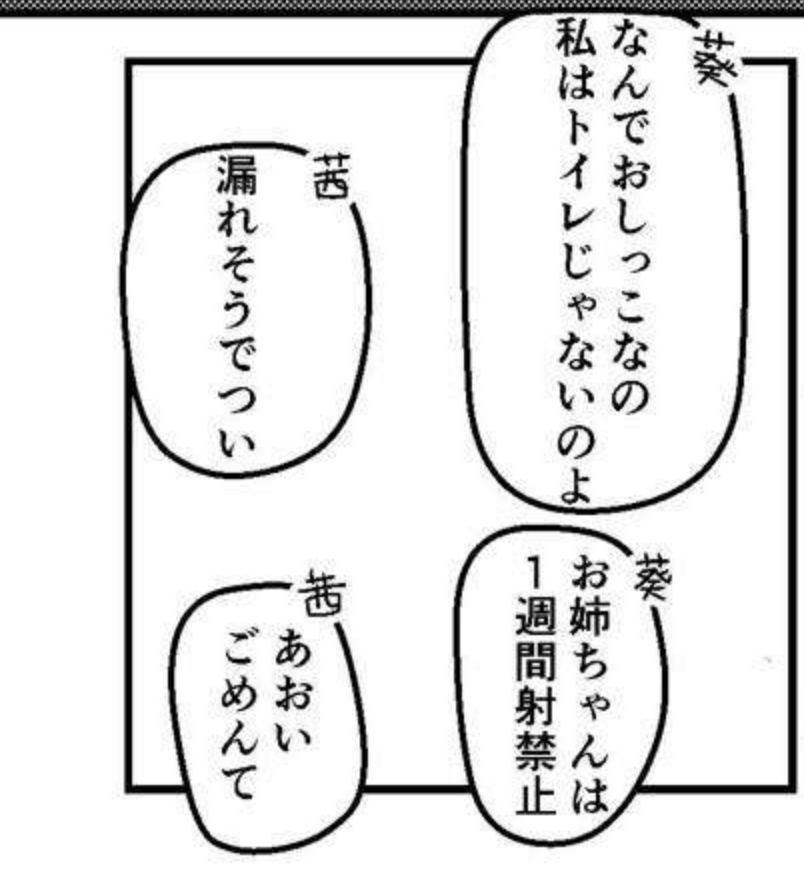 葵
なんでおしっこなの
私はトイレじゃないのよ
葵
お姉ちゃんは
1週間射禁止
茜
漏れそうでつい
茜
あおい
ごめんて